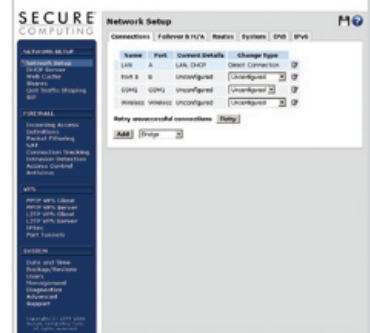 SECURE
COMPUTING
Network Setup
Connections Failover & H/A Routes System DNS IPv6
Name Port Current Details Change Type
LAN A LAN, DHCP Direct Connection
Port B B Unconfigured Unconfigured
COM1 COM1 Unconfigured Unconfigured
Wireless Wireless Unconfigured Unconfigured
Retry unsuccessful connections Retry
Add Bridge
NETWORK SETUP
Network Setup
DHCP Server
Web Cache
Shares
QoS Traffic Shaping
SIP
FIREWALL
Incoming Access
Definitions
Packet Filtering
NAT
Connection Tracking
Intrusion Detection
Access Control
Antivirus
VPN
PPTP VPN Client
PPTP VPN Server
L2TP VPN Client
L2TP VPN Server
IPSec
Port Tunnels
SYSTEM
Date and Time
Backup/Restore
Users
Management
Diagnostics
Advanced
Support